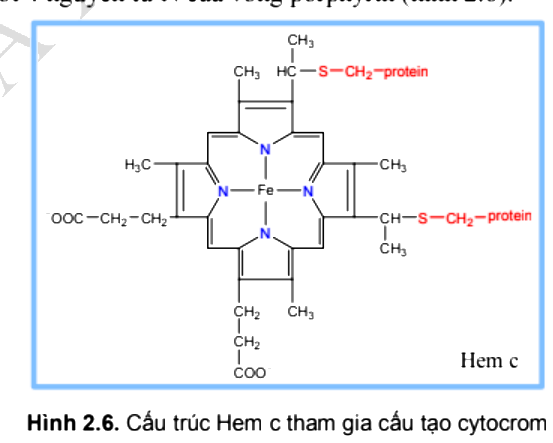 CH₃
CH₃ HC–S–CH₂–protein
N
H₃C CH₃
N Fe N
⁻OOC–CH₂–CH₂ CH–S–CH₂–protein
N CH₃
CH₂ CH₃
CH₂
COO⁻
Hem c
Hình 2.6. Cấu trúc Hem c tham gia cấu tạo cytocrom